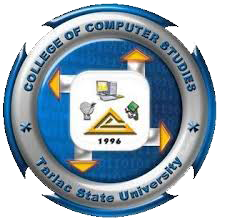 COLLEGE OF COMPUTER STUDIES
1996
Tarlac State University